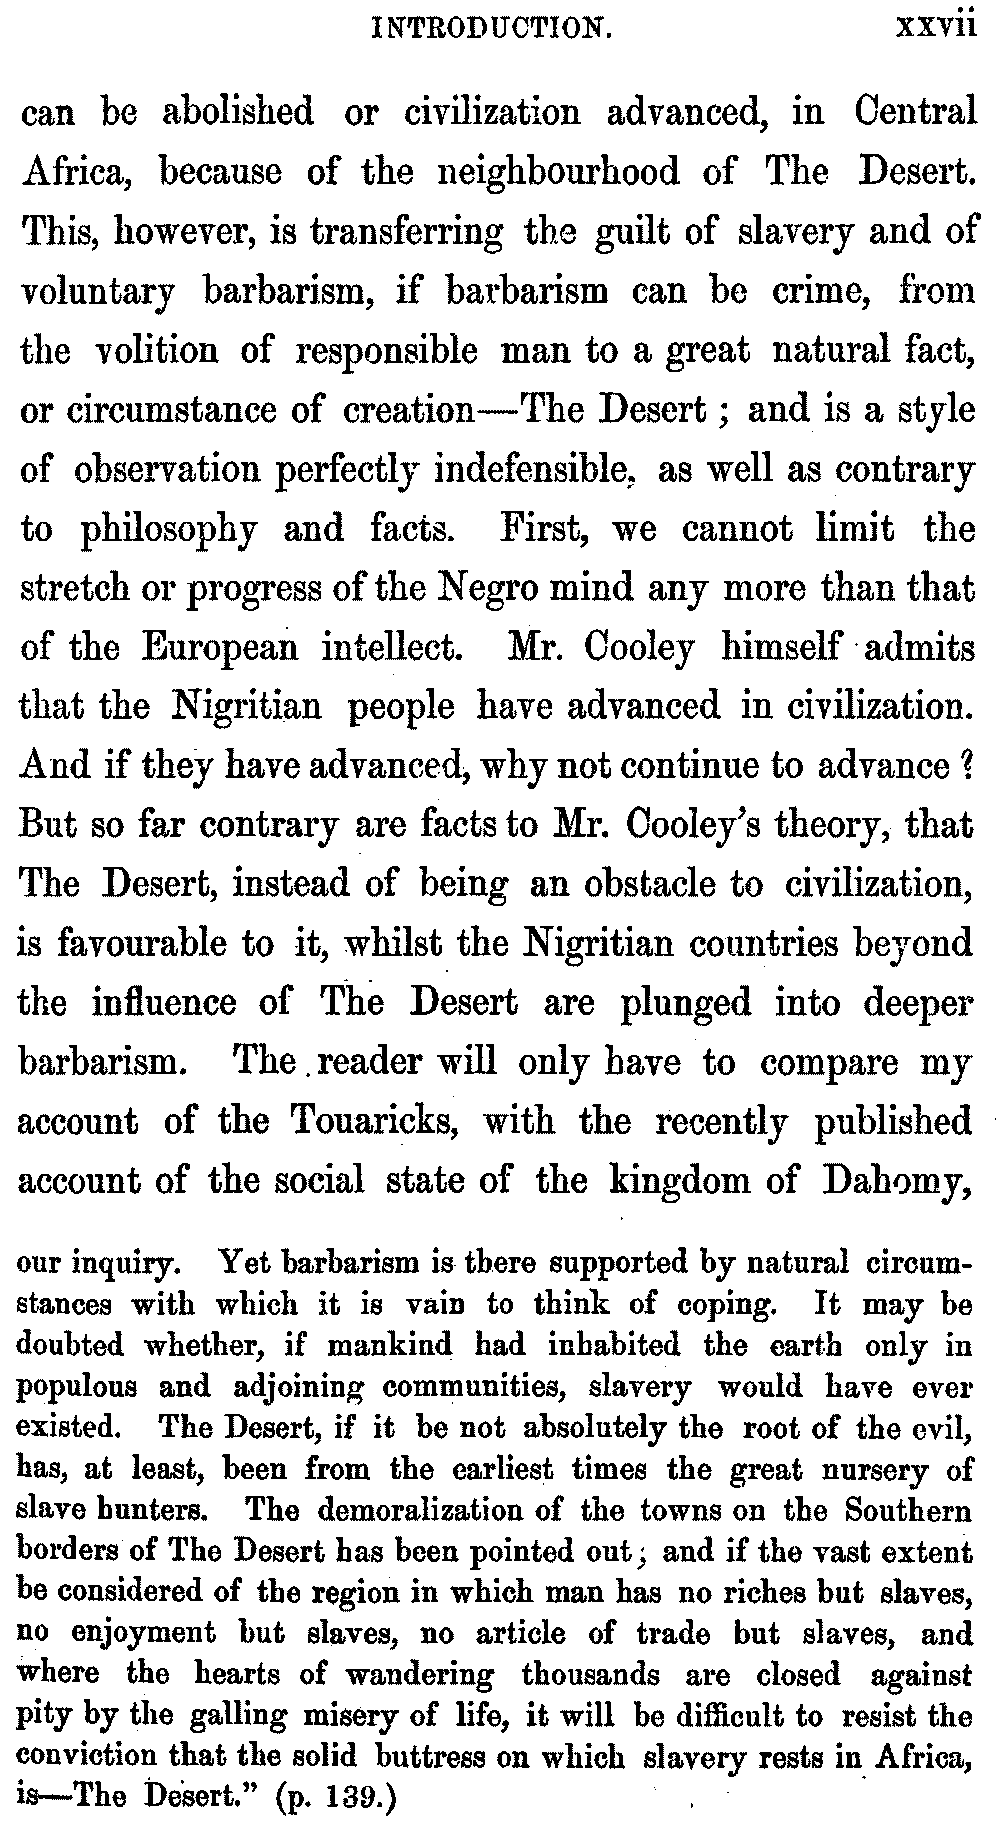 INTRODUCTION. xxvii
can be abolished or civilization advanced, in Central
Africa, because of the neighbourhood of The Desert.
This, however, is transferring the guilt of slavery and of
voluntary barbarism, if barbarism can be crime, from
the volition of responsible man to a great natural fact,
or circumstance of creation—The Desert; and is a style
of observation perfectly indefensible, as well as contrary
to philosophy and facts. First, we cannot limit the
stretch or progress of the Negro mind any more than that
of the European intellect. Mr. Cooley himself admits
that the Nigritian people have advanced in civilization.
And if they have advanced, why not continue to advance?
But so far contrary are facts to Mr. Cooley's theory, that
The Desert, instead of being an obstacle to civilization,
is favourable to it, whilst the Nigritian countries beyond
the influence of The Desert are plunged into deeper
barbarism. The reader will only have to compare my
account of the Touaricks, with the recently published
account of the social state of the kingdom of Dahomy,
our inquiry. Yet barbarism is there supported by natural circum-
stances with which it is vain to think of coping. It may be
doubted whether, if mankind had inhabited the earth only in
populous and adjoining communities, slavery would have ever
existed. The Desert, if it be not absolutely the root of the evil,
has, at least, been from the earliest times the great nursery of
slave hunters. The demoralization of the towns on the Southern
borders of The Desert has been pointed out; and if the vast extent
be considered of the region in which man has no riches but slaves,
no enjoyment but slaves, no article of trade but slaves, and
where the hearts of wandering thousands are closed against
pity by the galling misery of life, it will be difficult to resist the
conviction that the solid buttress on which slavery rests in Africa,
is—The Desert." (p. 139.)